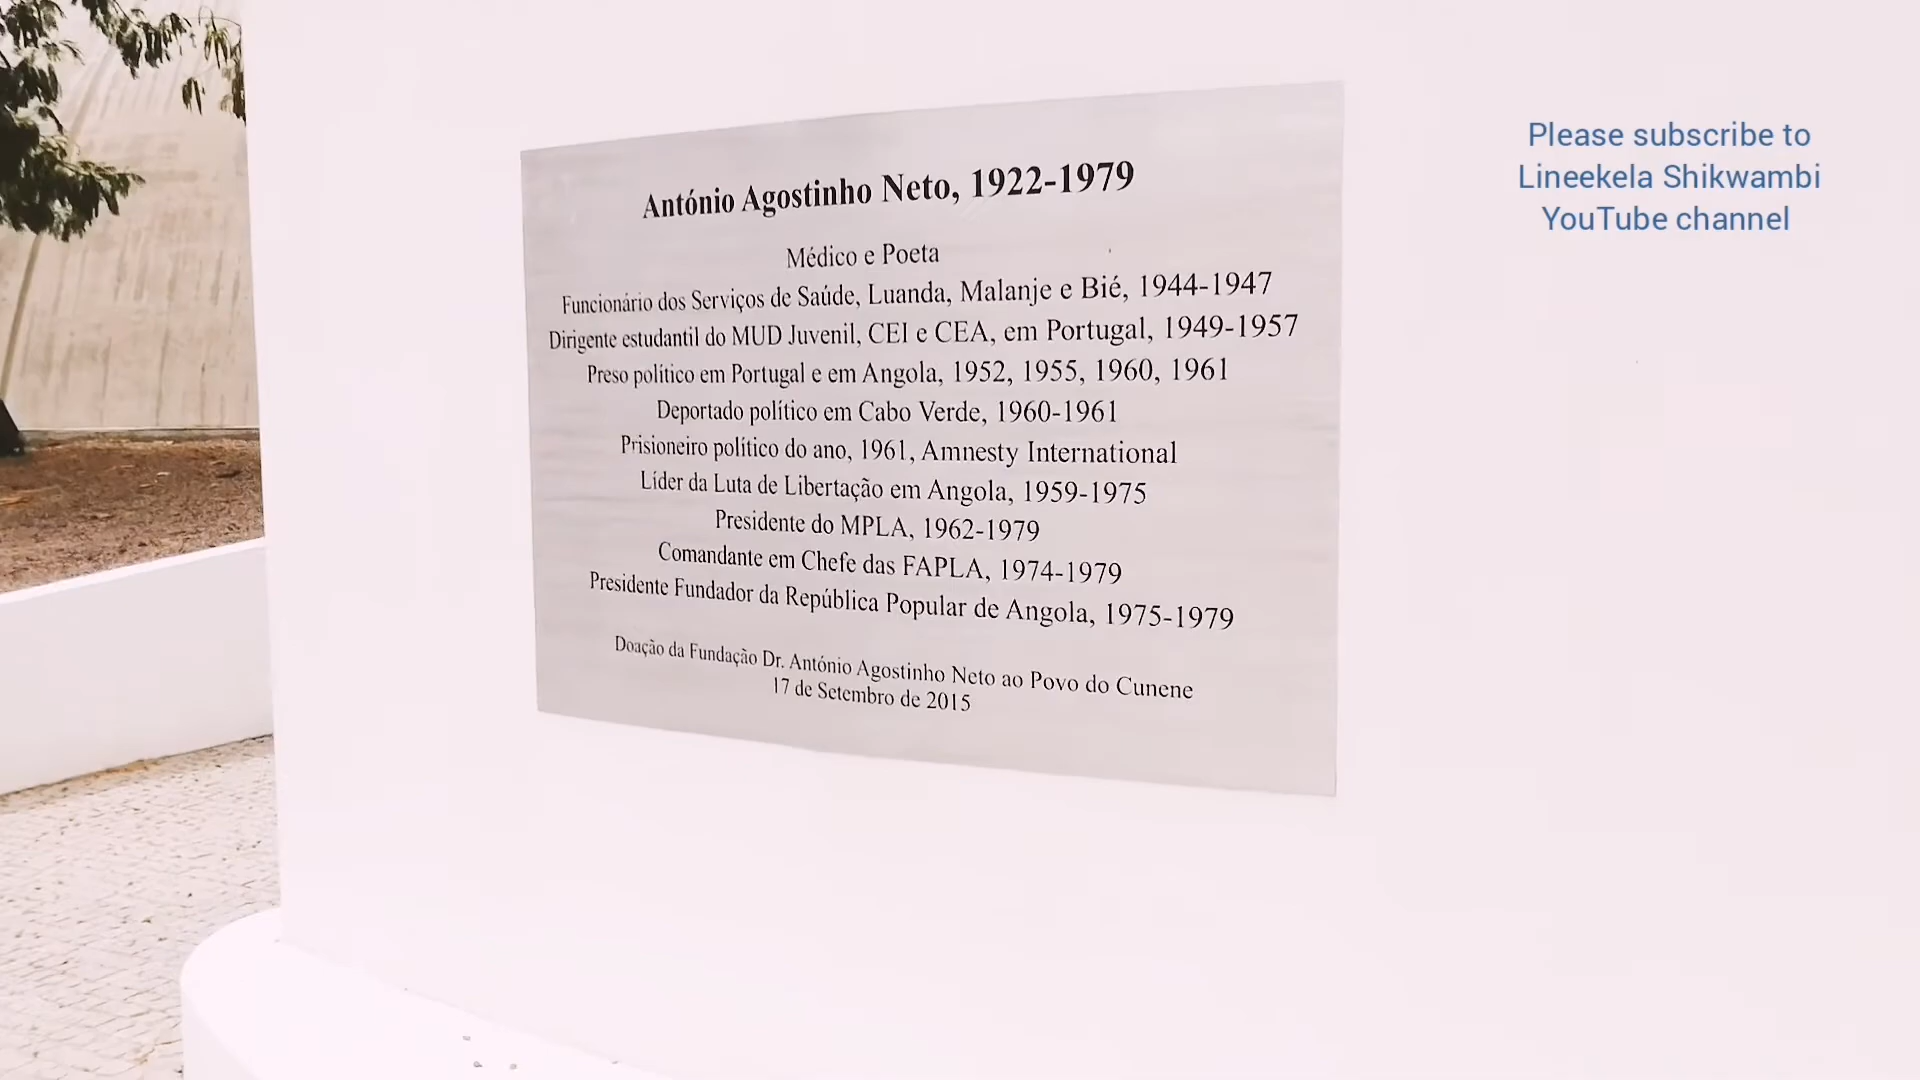 António Agostinho Neto, 1922-1979
Médico e Poeta
Funcionário dos Serviços de Saúde, Luanda, Malanje e Bié, 1944-1947
Dirigente estudantil do MUD Juvenil, CEI e CEA, em Portugal, 1949-1957
Preso político em Portugal e em Angola, 1952, 1955, 1960, 1961
Deportado político em Cabo Verde, 1960-1961
Prisioneiro político do ano, 1961, Amnesty International
Líder da Luta de Libertação em Angola, 1959-1975
Presidente do MPLA, 1962-1979
Comandante em Chefe das FAPLA, 1974-1979
Presidente Fundador da República Popular de Angola, 1975-1979
Doação da Fundação Dr. António Agostinho Neto ao Povo do Cunene
17 de Setembro de 2015
Please subscribe to
Lineekela Shikwambi
YouTube channel